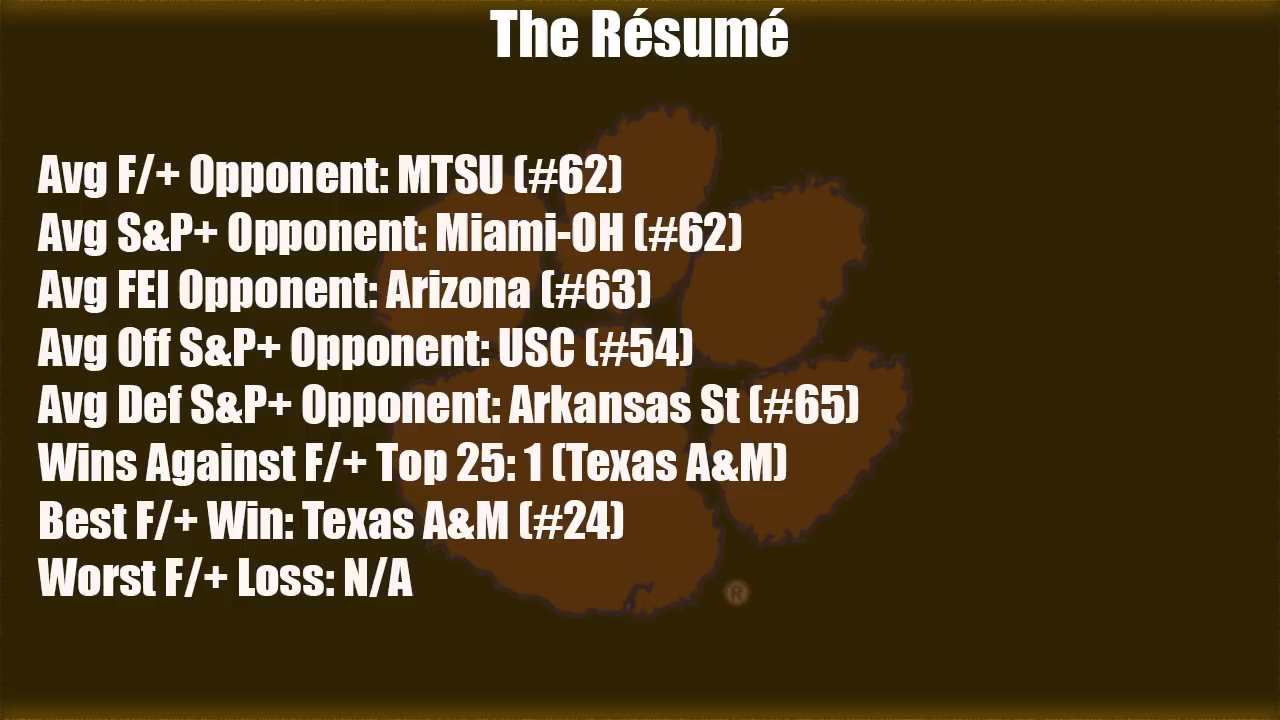 The Résumé
Avg F/+ Opponent: MTSU (#62)
Avg S&P+ Opponent: Miami-OH (#62)
Avg FEI Opponent: Arizona (#63)
Avg Off S&P+ Opponent: USC (#54)
Avg Def S&P+ Opponent: Arkansas St (#65)
Wins Against F/+ Top 25: 1 (Texas A&M)
Best F/+ Win: Texas A&M (#24)
Worst F/+ Loss: N/A
®